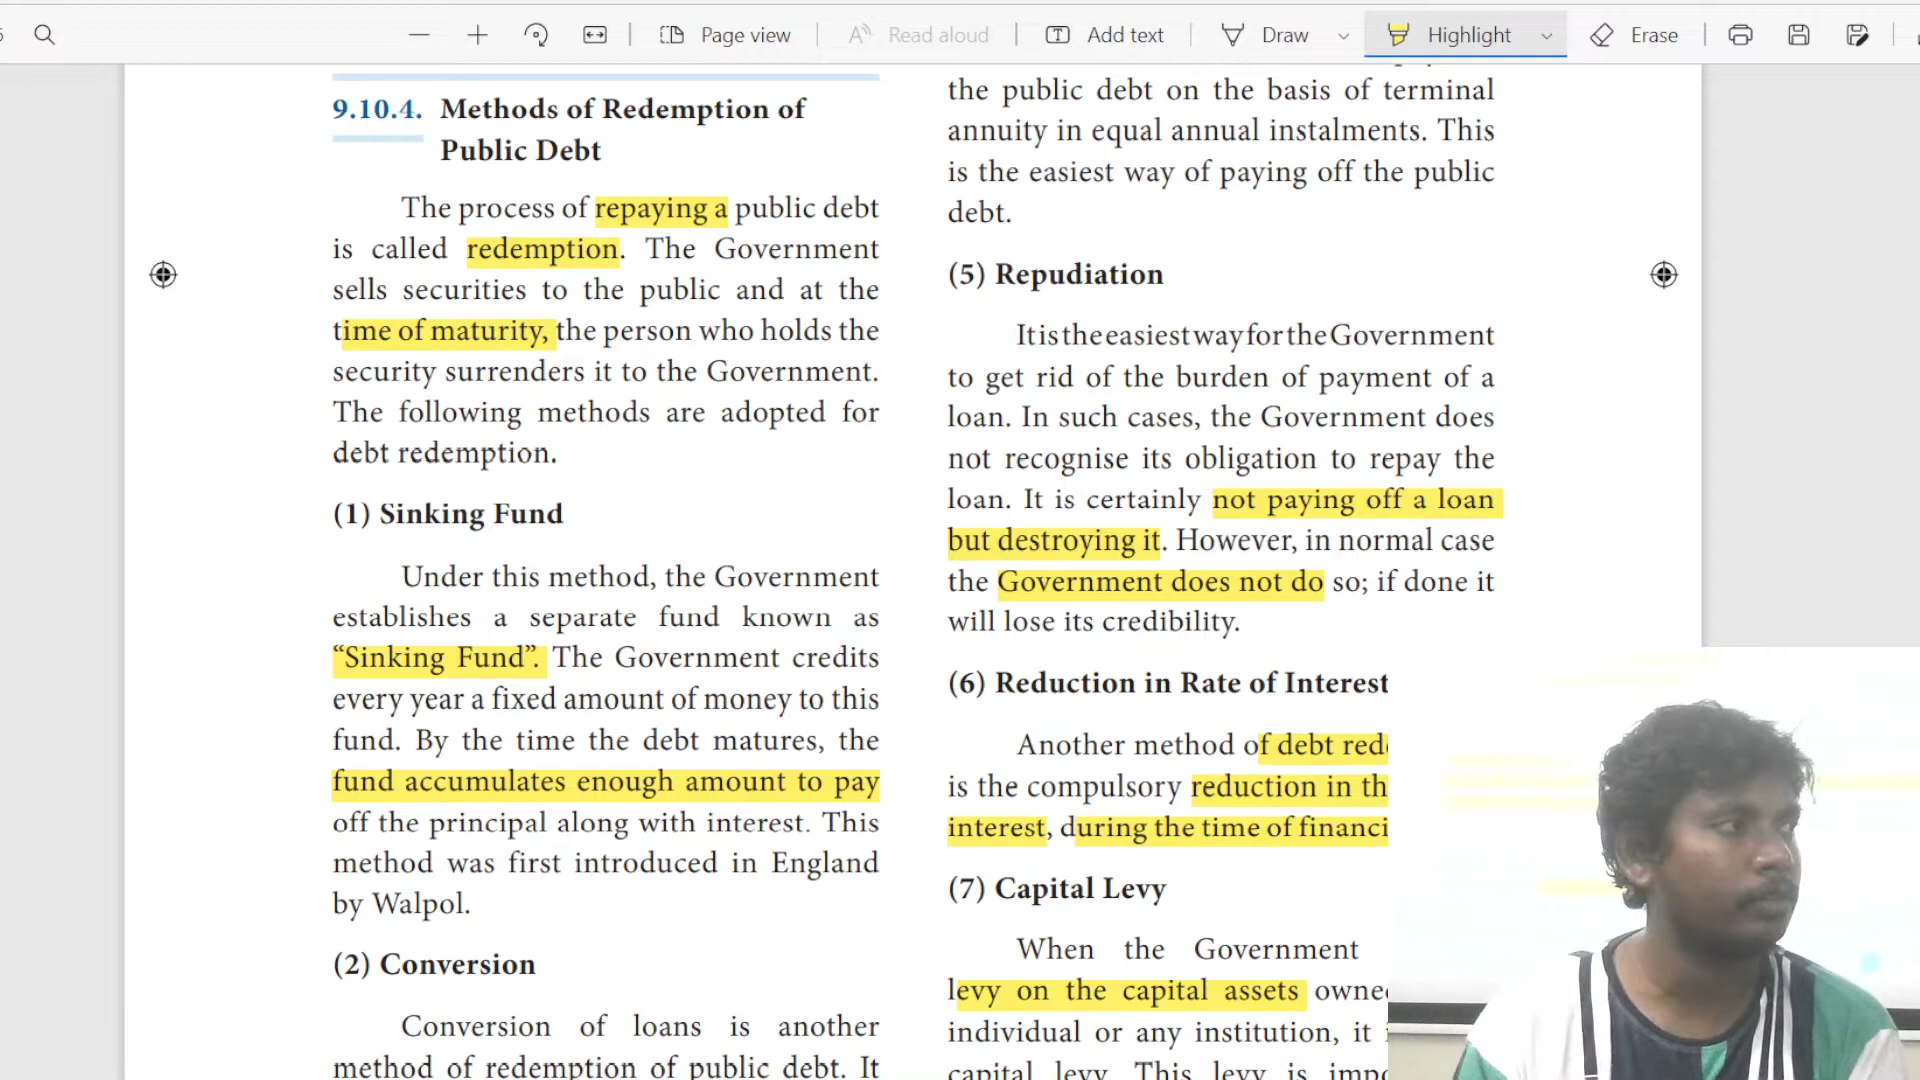 Page view
Read aloud
Add text
Draw
Highlight
Erase
9.10.4. Methods of Redemption of
Public Debt
The process of repaying a public debt
is called redemption. The Government
sells securities to the public and at the
time of maturity, the person who holds the
security surrenders it to the Government.
The following methods are adopted for
debt redemption.
(1) Sinking Fund
Under this method, the Government
establishes a separate fund known as
“Sinking Fund”. The Government credits
every year a fixed amount of money to this
fund. By the time the debt matures, the
fund accumulates enough amount to pay
off the principal along with interest. This
method was first introduced in England
by Walpol.
(2) Conversion
Conversion of loans is another
method of redemption of public debt. It
the public debt on the basis of terminal
annuity in equal annual instalments. This
is the easiest way of paying off the public
debt.
(5) Repudiation
It is the easiest way for the Government
to get rid of the burden of payment of a
loan. In such cases, the Government does
not recognise its obligation to repay the
loan. It is certainly not paying off a loan
but destroying it. However, in normal case
the Government does not do so; if done it
will lose its credibility.
(6) Reduction in Rate of Interest
Another method of debt red
is the compulsory reduction in th
interest, during the time of financi
(7) Capital Levy
When the Government
levy on the capital assets owne
individual or any institution, it
capital levy. This levy is imp